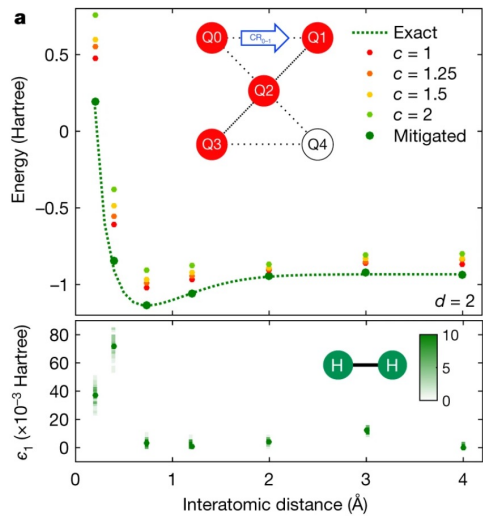 a
Q0 CR₀₋₁ Q1
Q2
Q3 Q4
Exact
c = 1
c = 1.25
c = 1.5
c = 2
Mitigated
Energy (Hartree)
0.5
0
−0.5
−1
d = 2
ϵ₁ (×10⁻³ Hartree)
80
60
40
20
0
H H
10
5
0
0 1 2 3 4
Interatomic distance (Å)